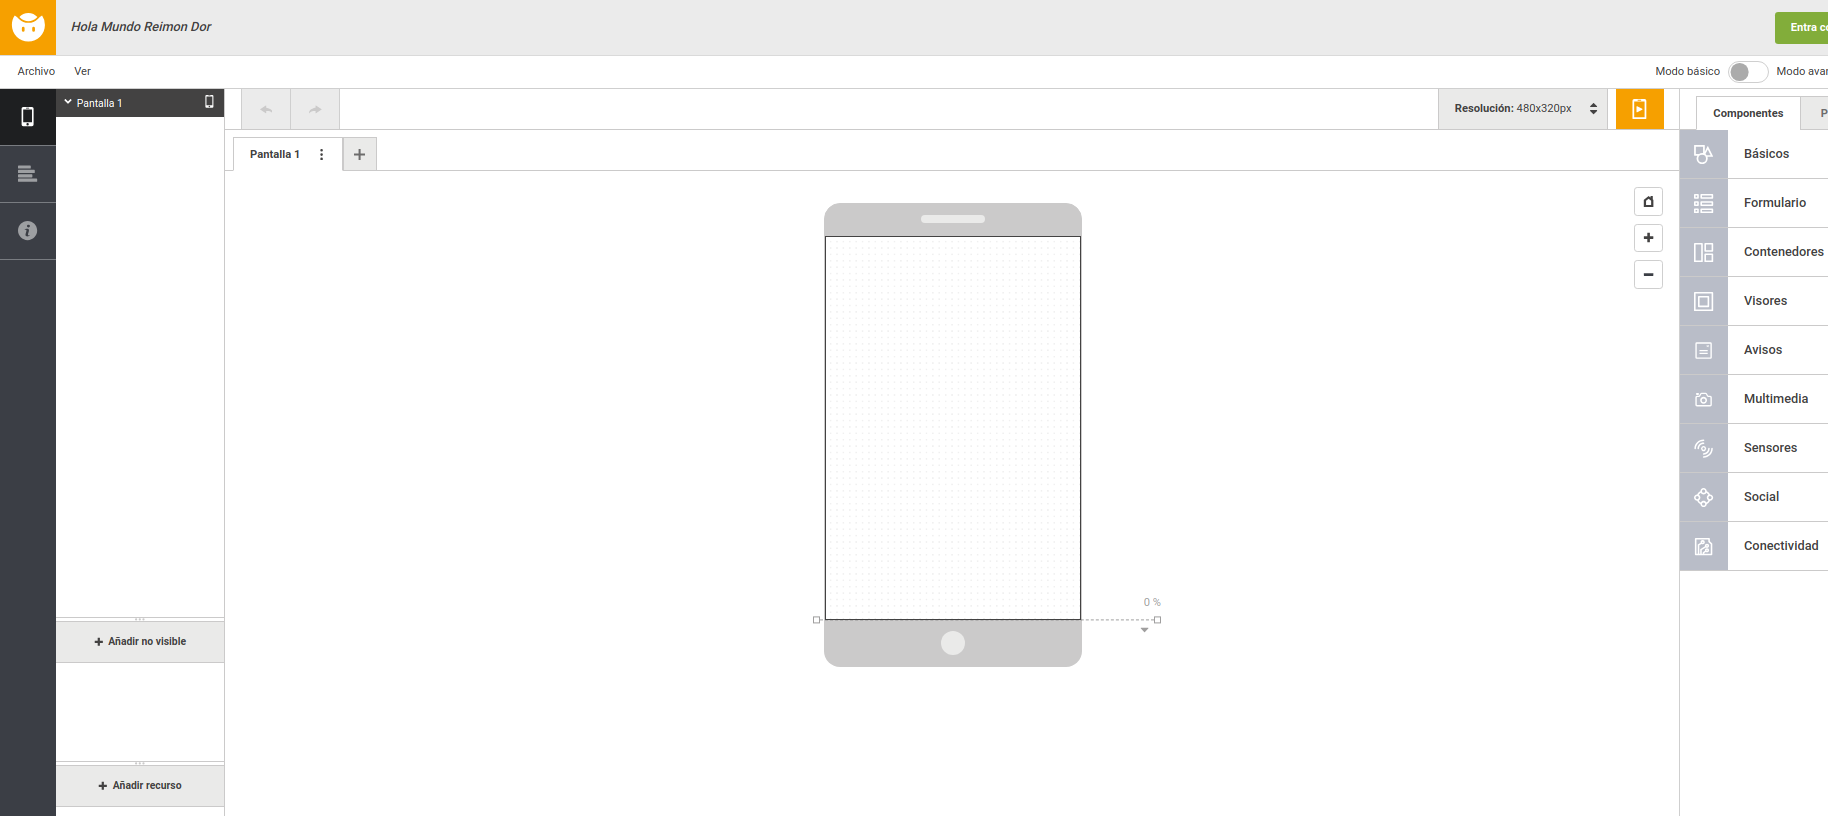 Hola Mundo Reimon Dor
Entra co
Archivo Ver
Modo básico Modo avar
Pantalla 1
Resolución: 480x320px
Componentes P
Pantalla 1
Básicos
Formulario
Contenedores
Visores
Avisos
Multimedia
Sensores
Social
Conectividad
0 %
Añadir no visible
Añadir recurso